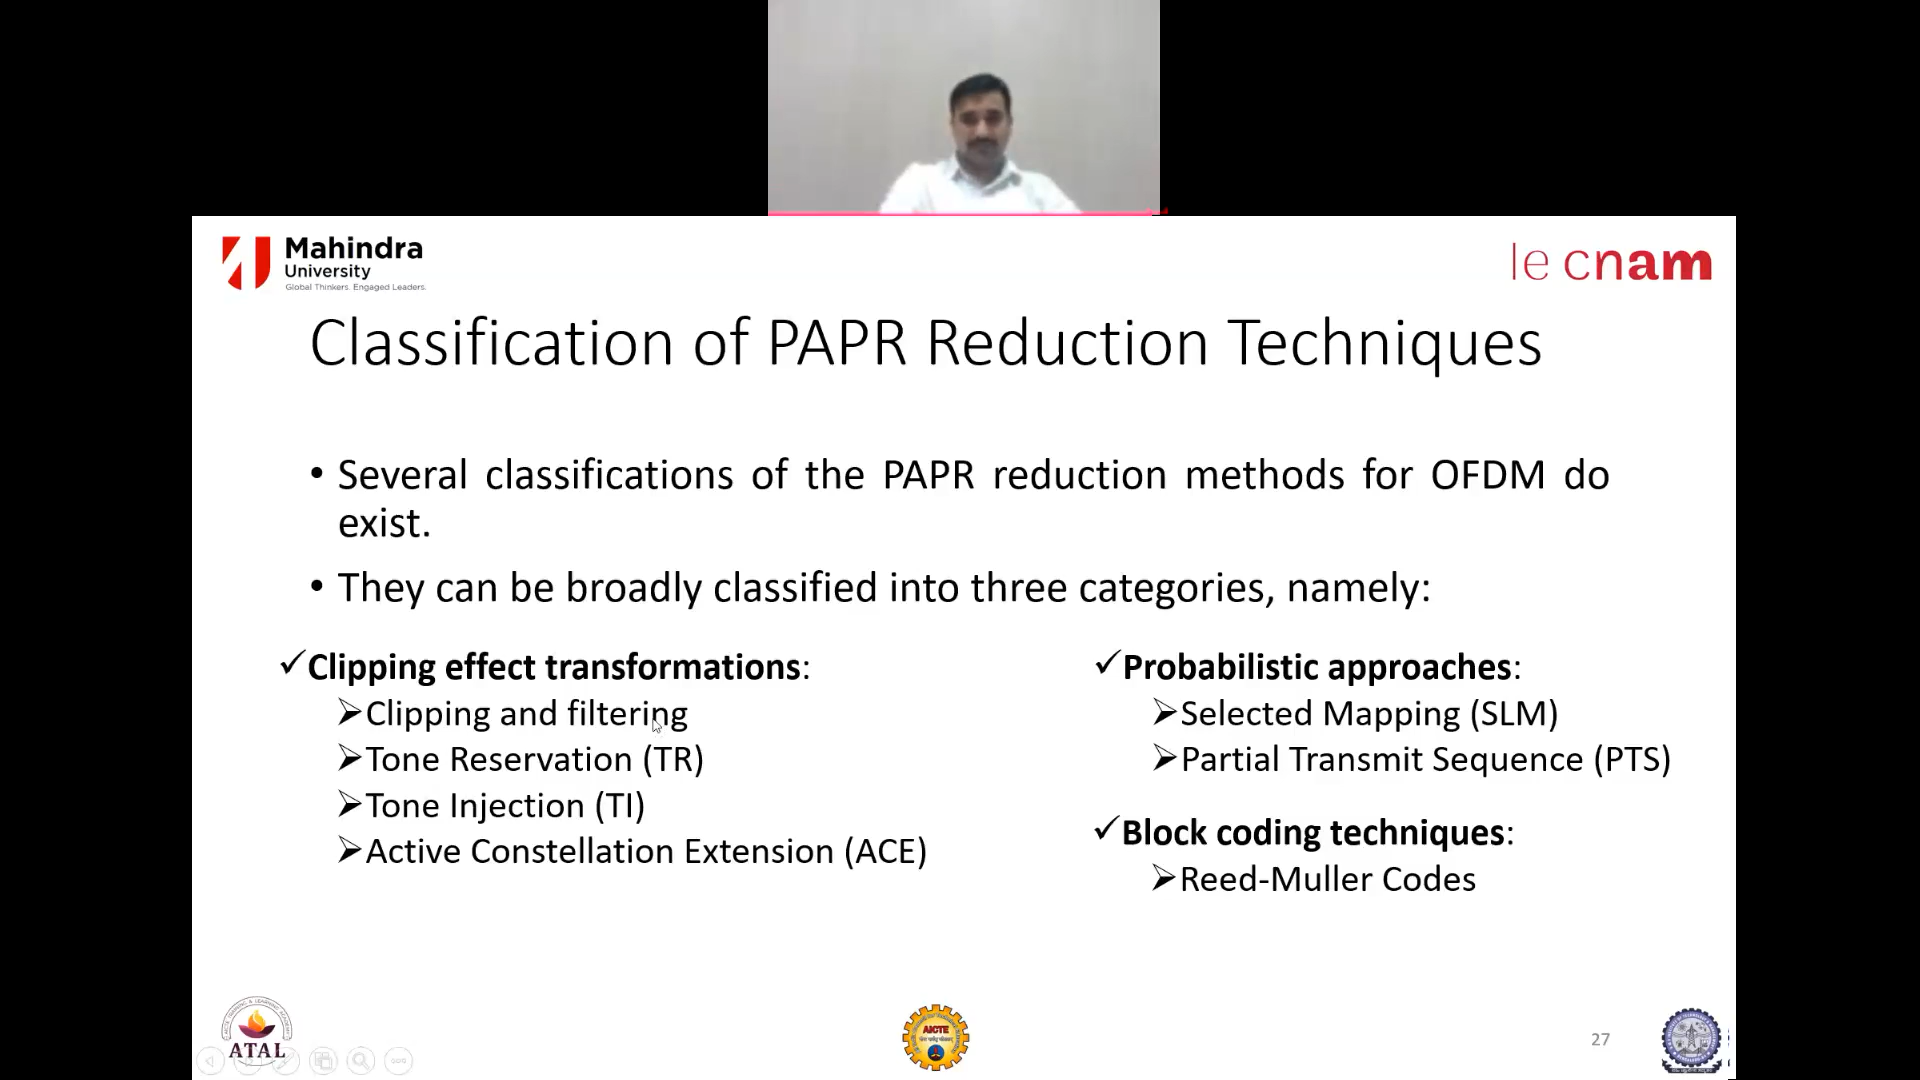 Mahindra
University
Global Thinkers. Engaged Leaders.
le cnam
Classification of PAPR Reduction Techniques
• Several classifications of the PAPR reduction methods for OFDM do
exist.
• They can be broadly classified into three categories, namely:
✓Clipping effect transformations:
➢Clipping and filtering
➢Tone Reservation (TR)
➢Tone Injection (TI)
➢Active Constellation Extension (ACE)
✓Probabilistic approaches:
➢Selected Mapping (SLM)
➢Partial Transmit Sequence (PTS)
✓Block coding techniques:
➢Reed-Muller Codes
ATAL
AICTE
27